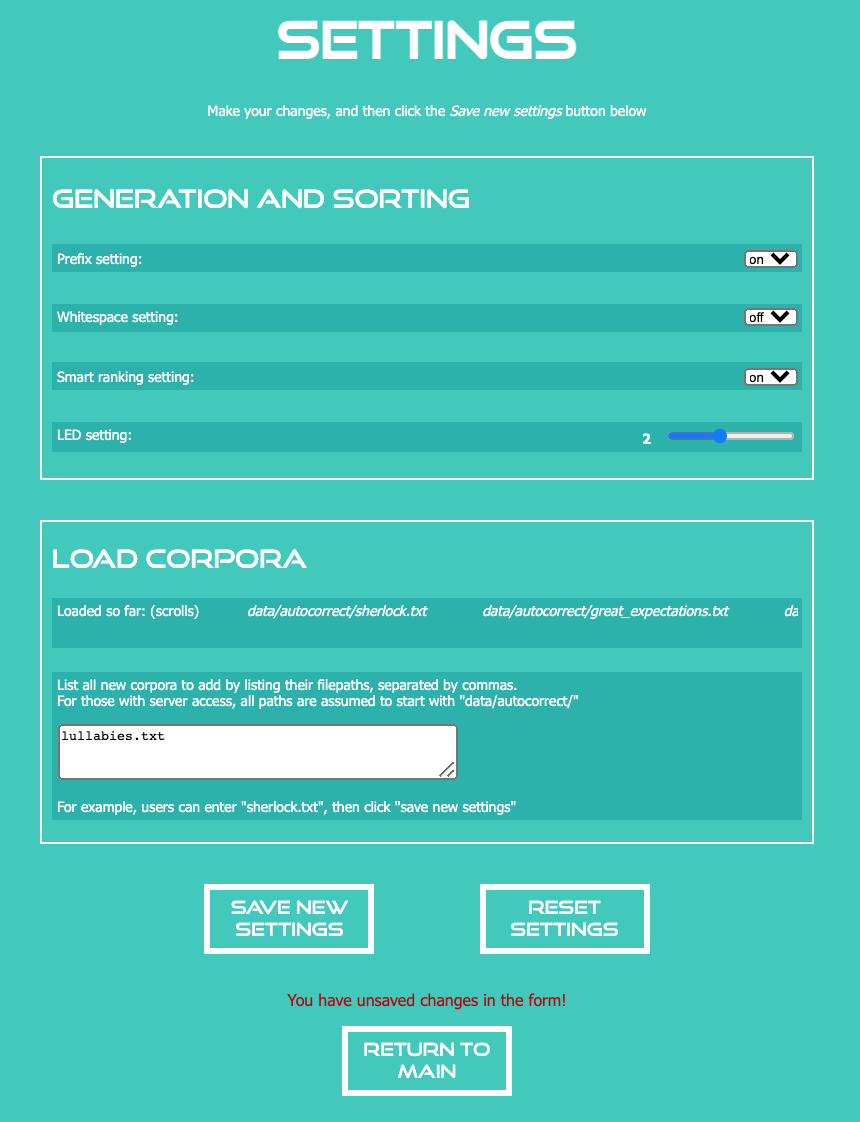 SETTINGS
Make your changes, and then click the Save new settings button below
GENERATION AND SORTING
Prefix setting: on
Whitespace setting: off
Smart ranking setting: on
LED setting: 2
LOAD CORPORA
Loaded so far: (scrolls) data/autocorrect/sherlock.txt data/autocorrect/great_expectations.txt da
List all new corpora to add by listing their filepaths, separated by commas.
For those with server access, all paths are assumed to start with "data/autocorrect/"
lullabies.txt
For example, users can enter "sherlock.txt", then click "save new settings"
SAVE NEW
SETTINGS
RESET
SETTINGS
You have unsaved changes in the form!
RETURN TO
MAIN